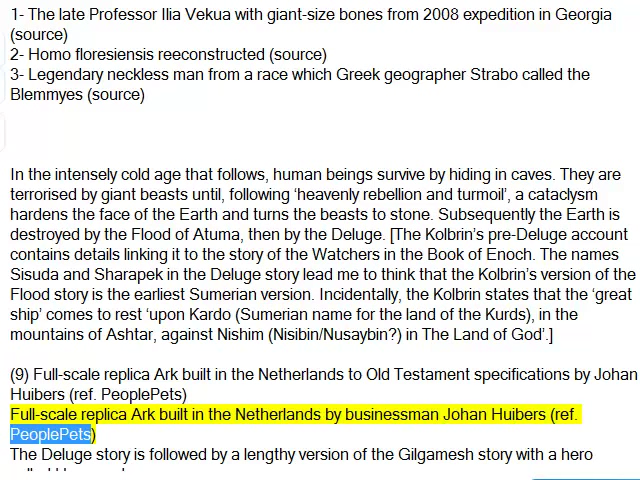 1- The late Professor Ilia Vekua with giant-size bones from 2008 expedition in Georgia
(source)
2- Homo floresiensis reeconstructed (source)
3- Legendary neckless man from a race which Greek geographer Strabo called the
Blemmyes (source)
In the intensely cold age that follows, human beings survive by hiding in caves. They are
terrorised by giant beasts until, following ‘heavenly rebellion and turmoil’, a cataclysm
hardens the face of the Earth and turns the beasts to stone. Subsequently the Earth is
destroyed by the Flood of Atuma, then by the Deluge. [The Kolbrin’s pre-Deluge account
contains details linking it to the story of the Watchers in the Book of Enoch. The names
Sisuda and Sharapek in the Deluge story lead me to think that the Kolbrin’s version of the
Flood story is the earliest Sumerian version. Incidentally, the Kolbrin states that the ‘great
ship’ comes to rest ‘upon Kardo (Sumerian name for the land of the Kurds), in the
mountains of Ashtar, against Nishim (Nisibin/Nusaybin?) in The Land of God’.]
(9) Full-scale replica Ark built in the Netherlands to Old Testament specifications by Johan
Huibers (ref. PeoplePets)
Full-scale replica Ark built in the Netherlands by businessman Johan Huibers (ref.
PeoplePets)
The Deluge story is followed by a lengthy version of the Gilgamesh story with a hero